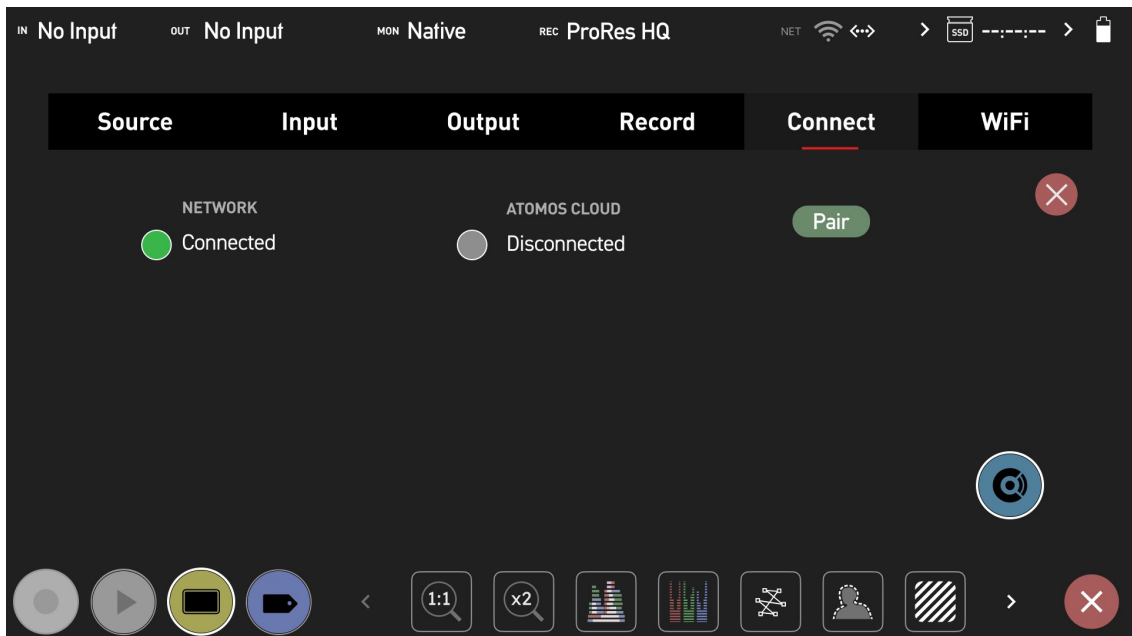 IN No Input OUT No Input MON Native REC ProRes HQ NET SSD --:--:--
Source Input Output Record Connect WiFi
NETWORK ATOMOS CLOUD
Pair
Connected Disconnected
1:1 x2